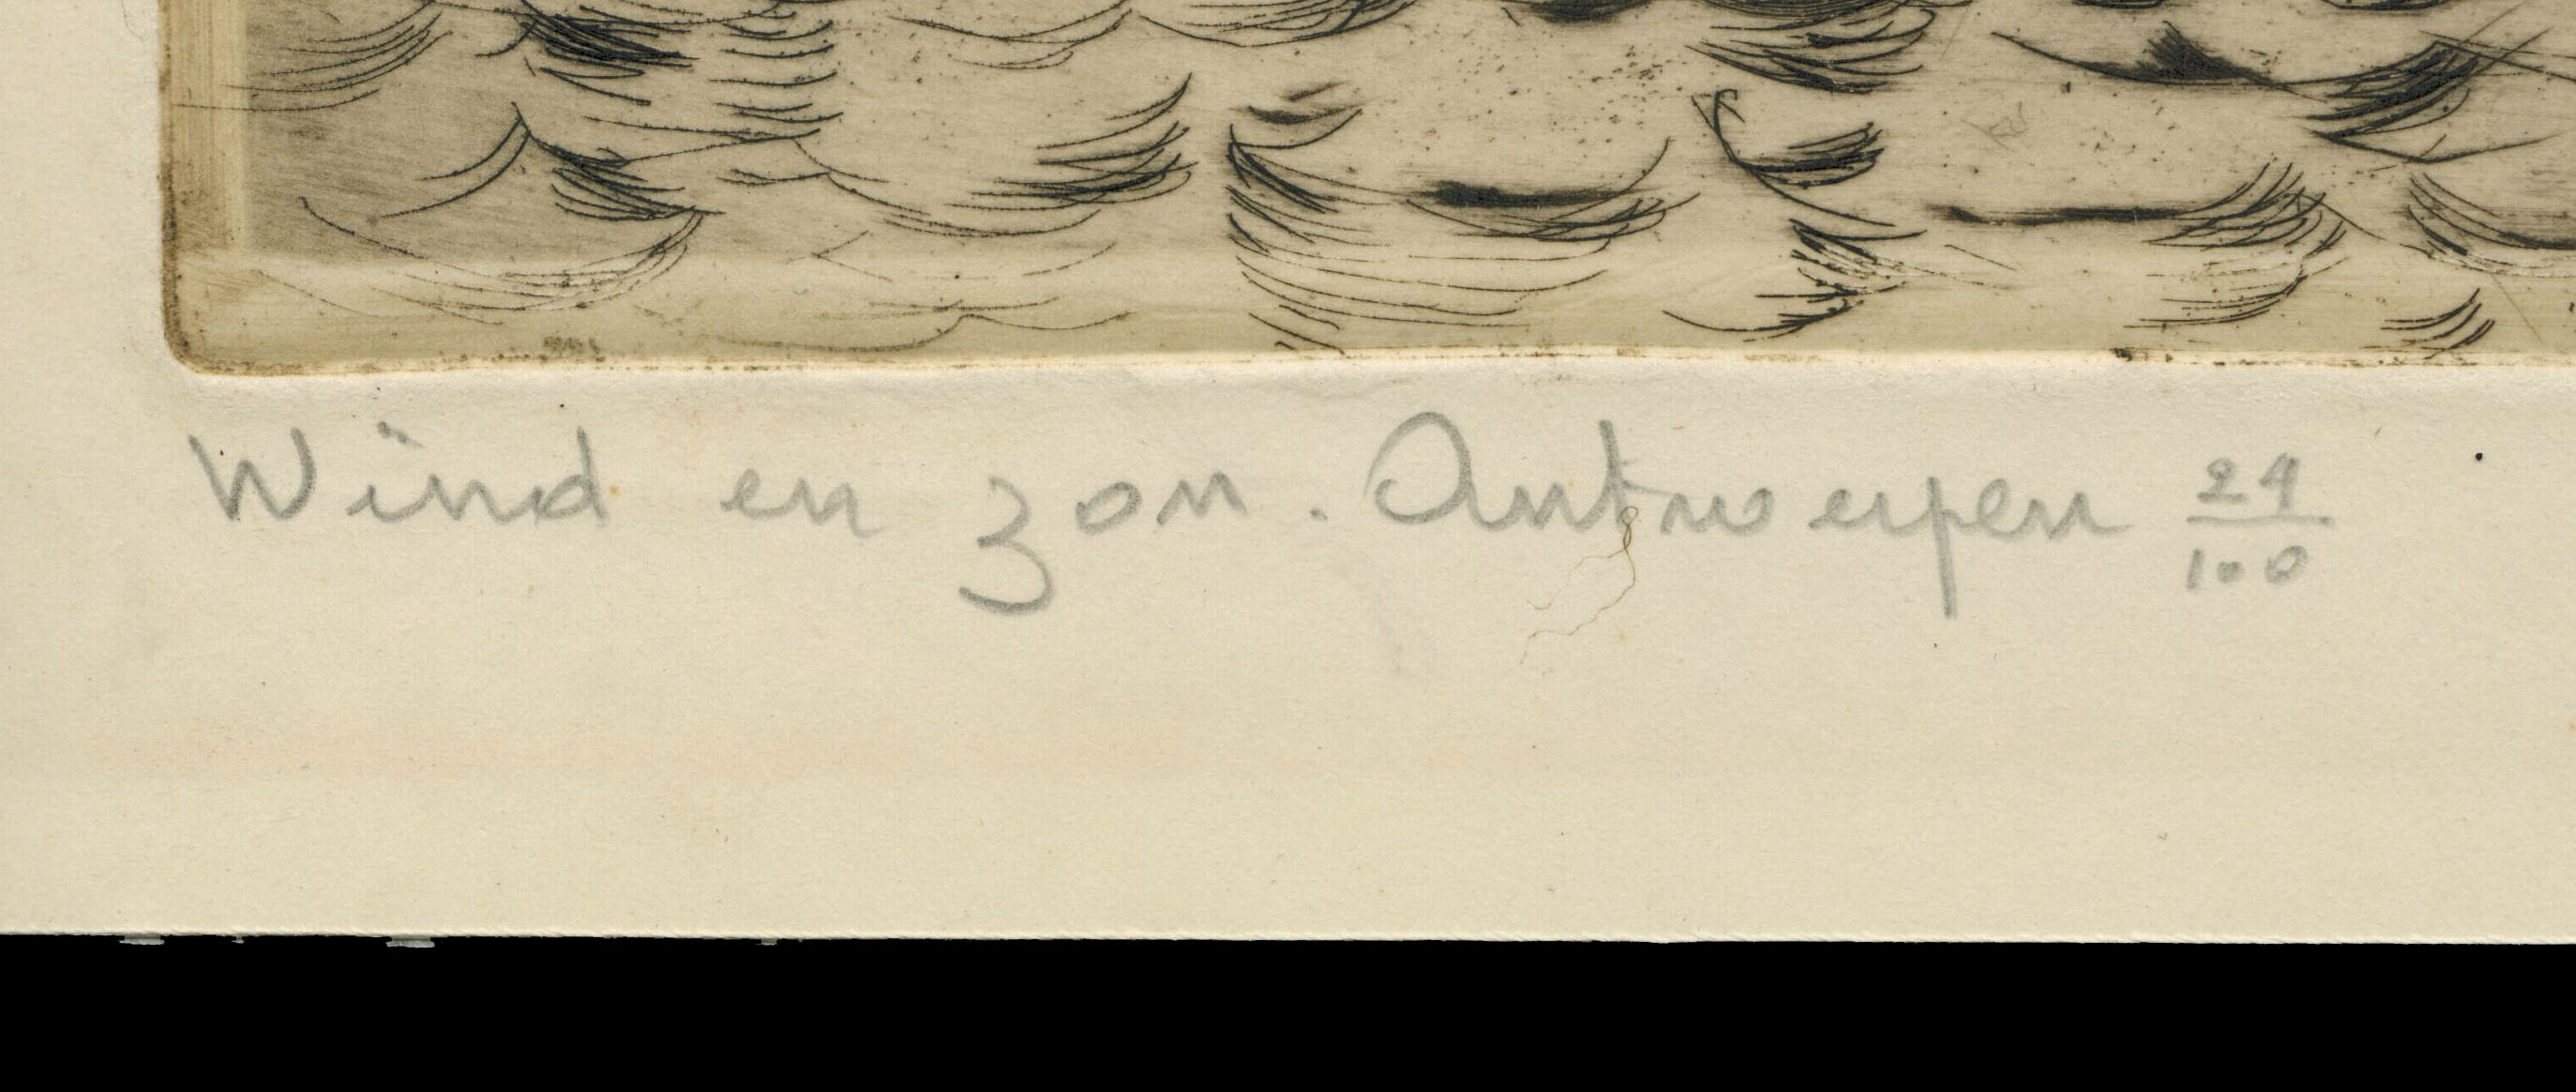 Wind en zon. Antwerpen 24/100